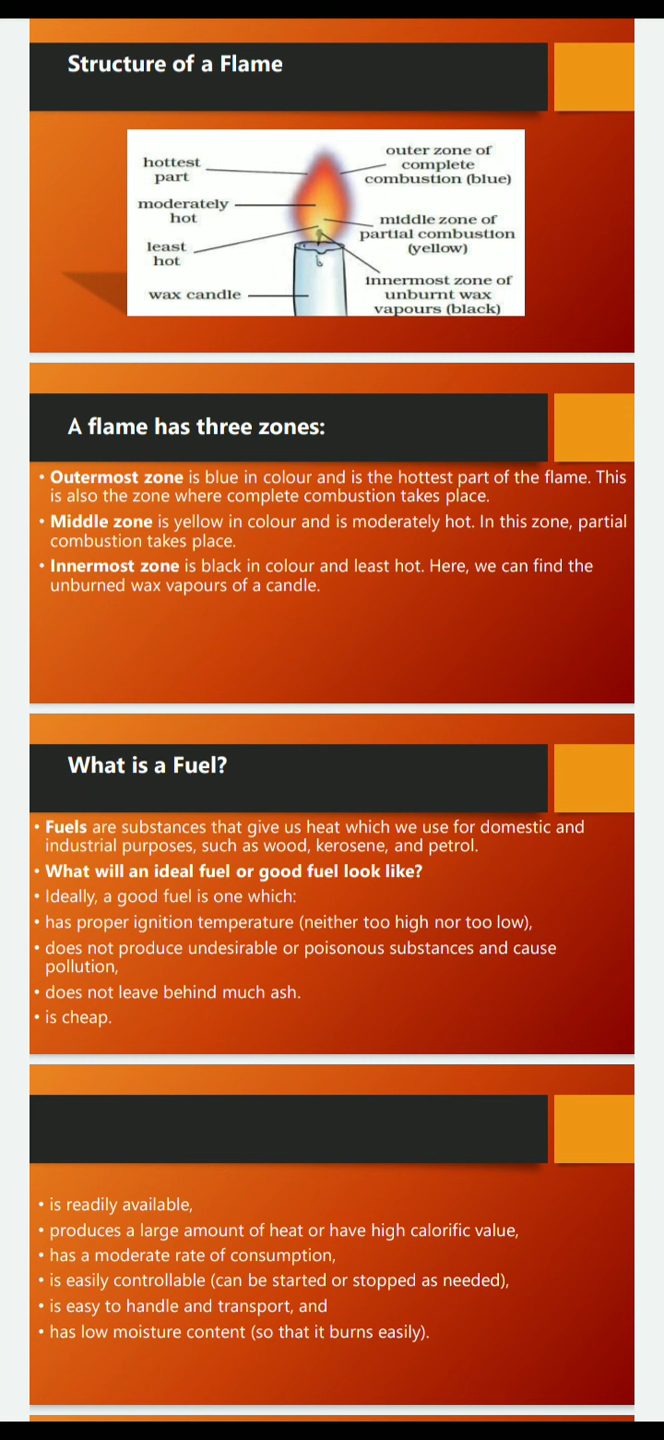 Structure of a Flame
hottest
part
outer zone of
complete
combustion (blue)
moderately
hot
middle zone of
partial combustion
(yellow)
least
hot
innermost zone of
unburnt wax
vapours (black)
wax candle
A flame has three zones:
• Outermost zone is blue in colour and is the hottest part of the flame. This
is also the zone where complete combustion takes place.
• Middle zone is yellow in colour and is moderately hot. In this zone, partial
combustion takes place.
• Innermost zone is black in colour and least hot. Here, we can find the
unburned wax vapours of a candle.
What is a Fuel?
• Fuels are substances that give us heat which we use for domestic and
industrial purposes, such as wood, kerosene, and petrol.
• What will an ideal fuel or good fuel look like?
• Ideally, a good fuel is one which:
• has proper ignition temperature (neither too high nor too low),
• does not produce undesirable or poisonous substances and cause
pollution,
• does not leave behind much ash.
• is cheap.
• is readily available,
• produces a large amount of heat or have high calorific value,
• has a moderate rate of consumption,
• is easily controllable (can be started or stopped as needed),
• is easy to handle and transport, and
• has low moisture content (so that it burns easily).